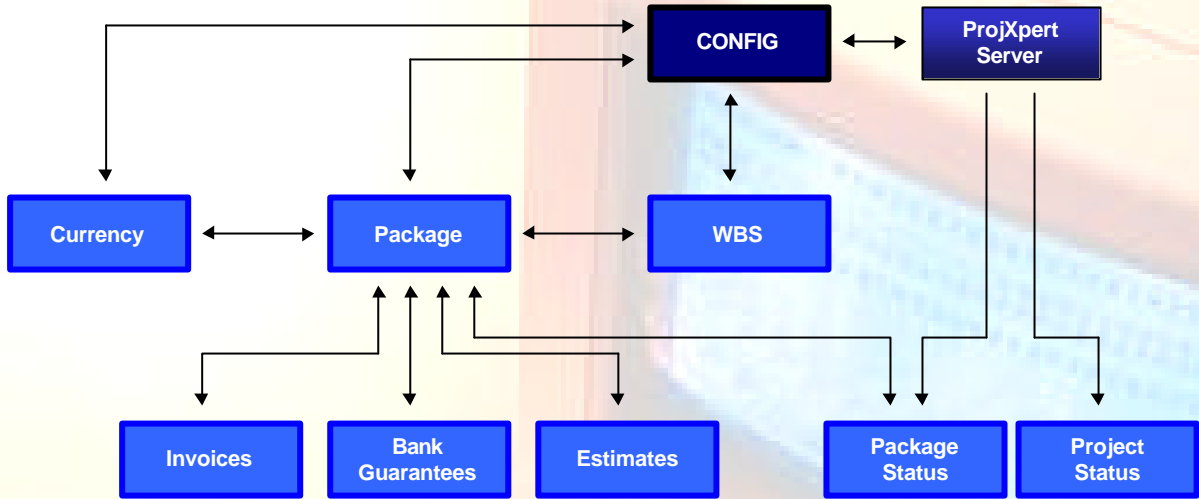 CONFIG
ProjXpert
Server
Currency
Package
WBS
Invoices
Bank
Guarantees
Estimates
Package
Status
Project
Status